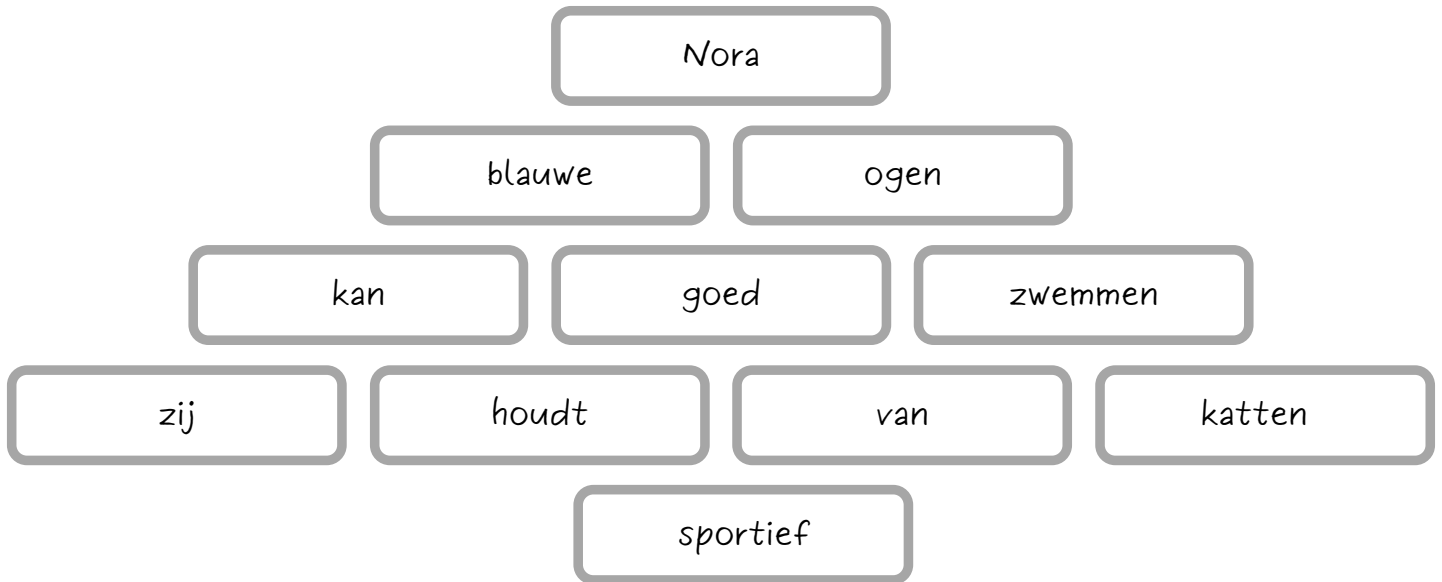 Nora
blauwe ogen
kan goed zwemmen
zij houdt van katten
sportief